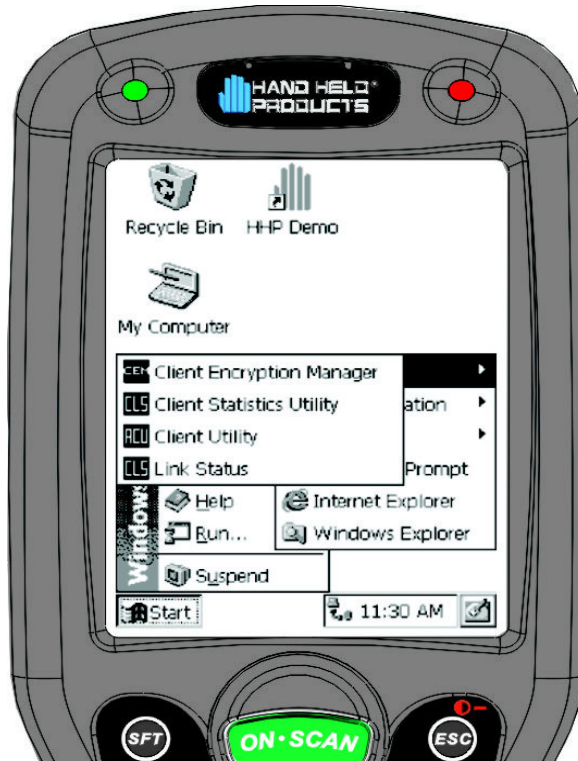 HAND HELD
PRODUCTS
Recycle Bin
HHP Demo
My Computer
CEM Client Encryption Manager
CLS Client Statistics Utility
ation
ACU Client Utility
CLS Link Status
Prompt
Windows
Help
Internet Explorer
Run...
Windows Explorer
Suspend
Start
11:30 AM
SFT
ON•SCAN
ESC